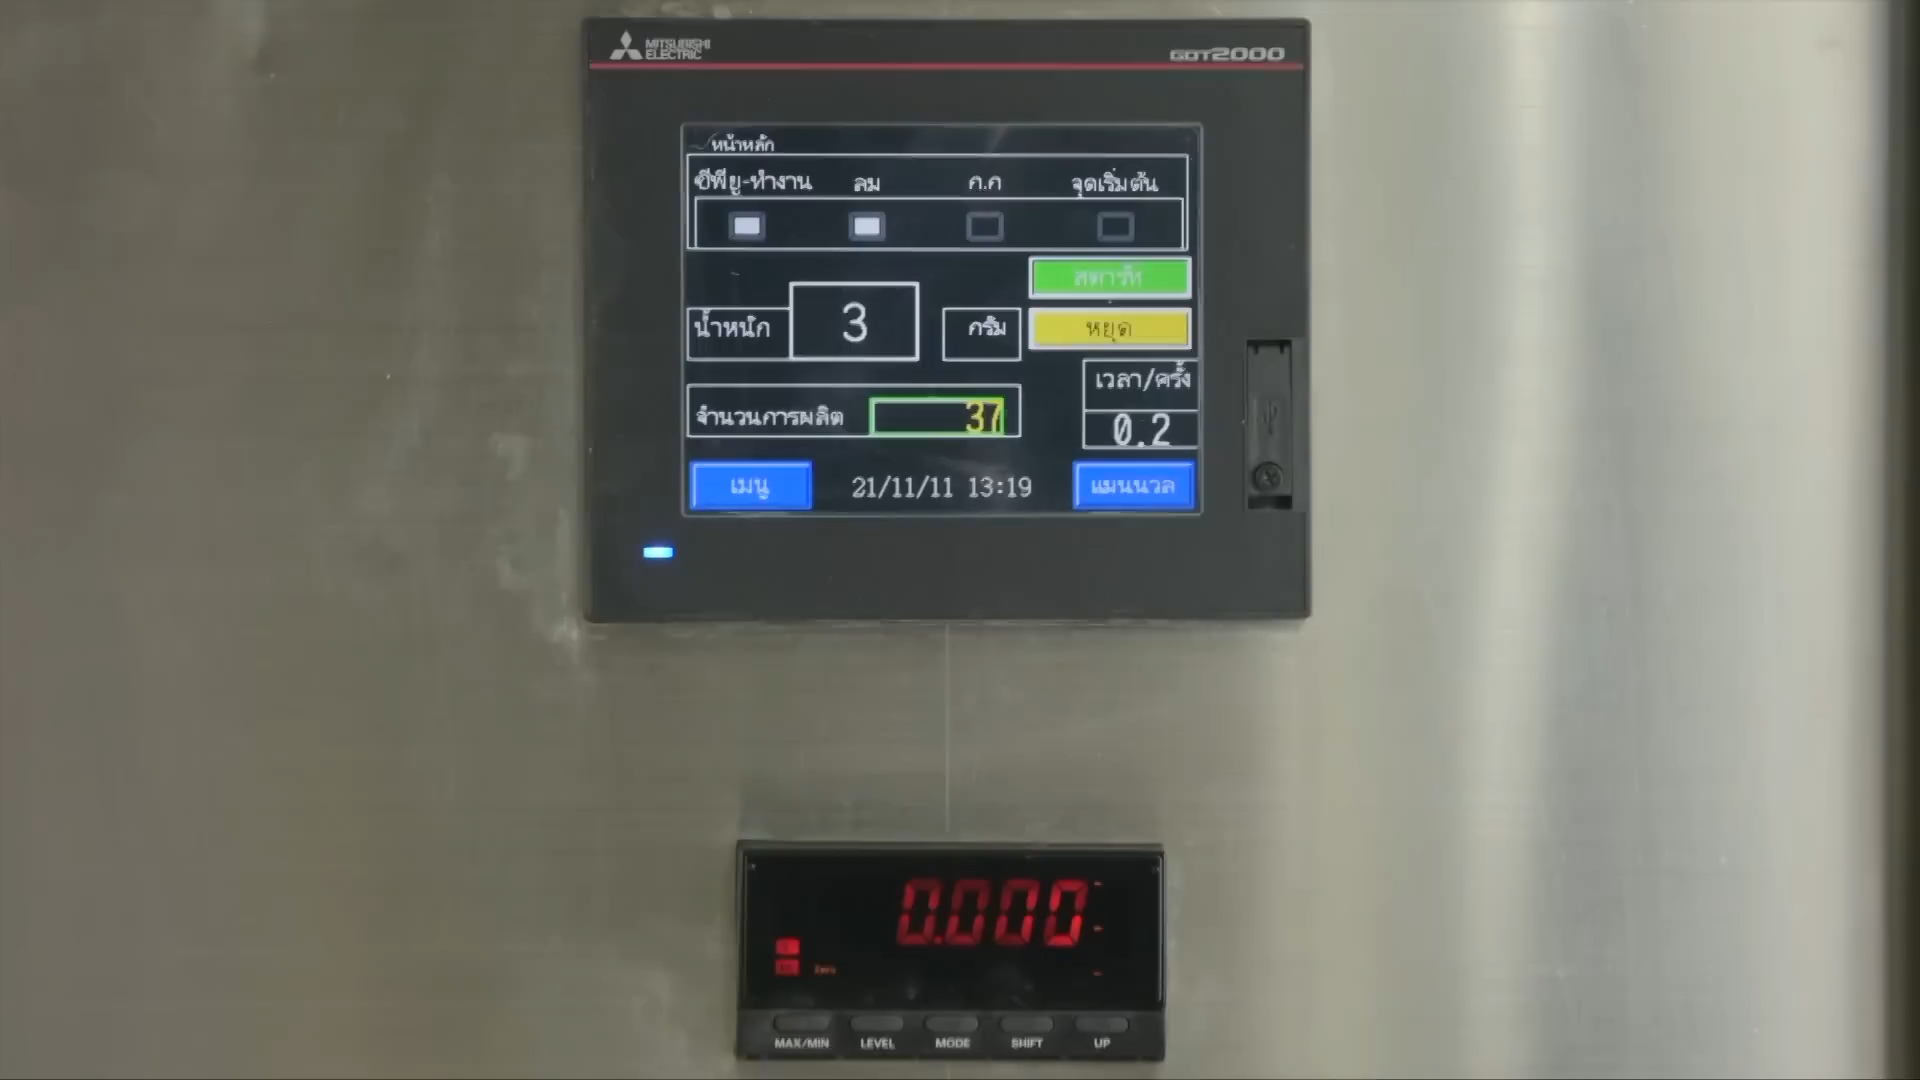 MITSUBISHI
ELECTRIC
GOT2000
หน้าหลัก
ซีพียู-ทำงาน ลม ก.ก จุดเริ่มต้น
สตาร์ท
น้ำหนัก 3 กรัม หยุด
เวลา/ครั้ง
จำนวนการผลิต 37 0.2
เมนู 21/11/11 13:19 แมนนวล
0.000
Zero
MAX/MIN LEVEL MODE SHIFT UP